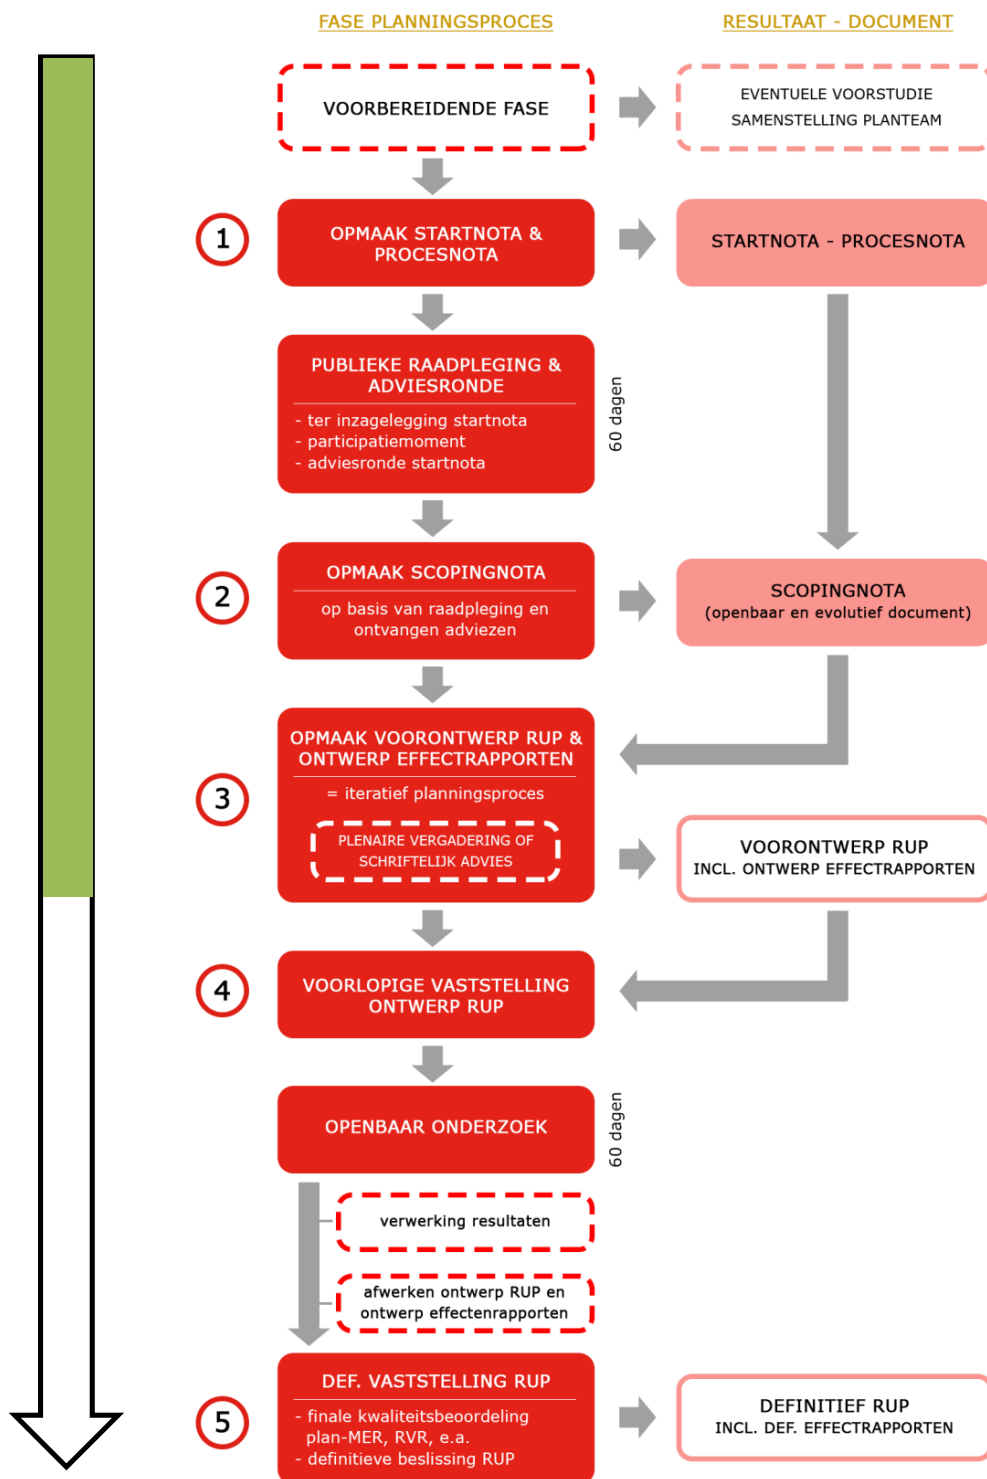 FASE PLANNINGSPROCES
RESULTAAT - DOCUMENT
VOORBEREIDENDE FASE
EVENTUELE VOORSTUDIE
SAMENSTELLING PLANTEAM
1
OPMAAK STARTNOTA &
PROCESNOTA
STARTNOTA - PROCESNOTA
PUBLIEKE RAADPLEGING &
ADVIESRONDE
- ter inzagelegging startnota
- participatiemoment
- adviesronde startnota
60 dagen
2
OPMAAK SCOPINGNOTA
op basis van raadpleging en
ontvangen adviezen
SCOPINGNOTA
(openbaar en evolutief document)
3
OPMAAK VOORONTWERP RUP &
ONTWERP EFFECTRAPPORTEN
= iteratief planningsproces
PLENAIRE VERGADERING OF
SCHRIFTELIJK ADVIES
VOORONTWERP RUP
INCL. ONTWERP EFFECTRAPPORTEN
4
VOORLOPIGE VASTSTELLING
ONTWERP RUP
OPENBAAR ONDERZOEK
60 dagen
verwerking resultaten
afwerken ontwerp RUP en
ontwerp effectenrapporten
5
DEF. VASTSTELLING RUP
- finale kwaliteitsbeoordeling
plan-MER, RVR, e.a.
- definitieve beslissing RUP
DEFINITIEF RUP
INCL. DEF. EFFECTRAPPORTEN